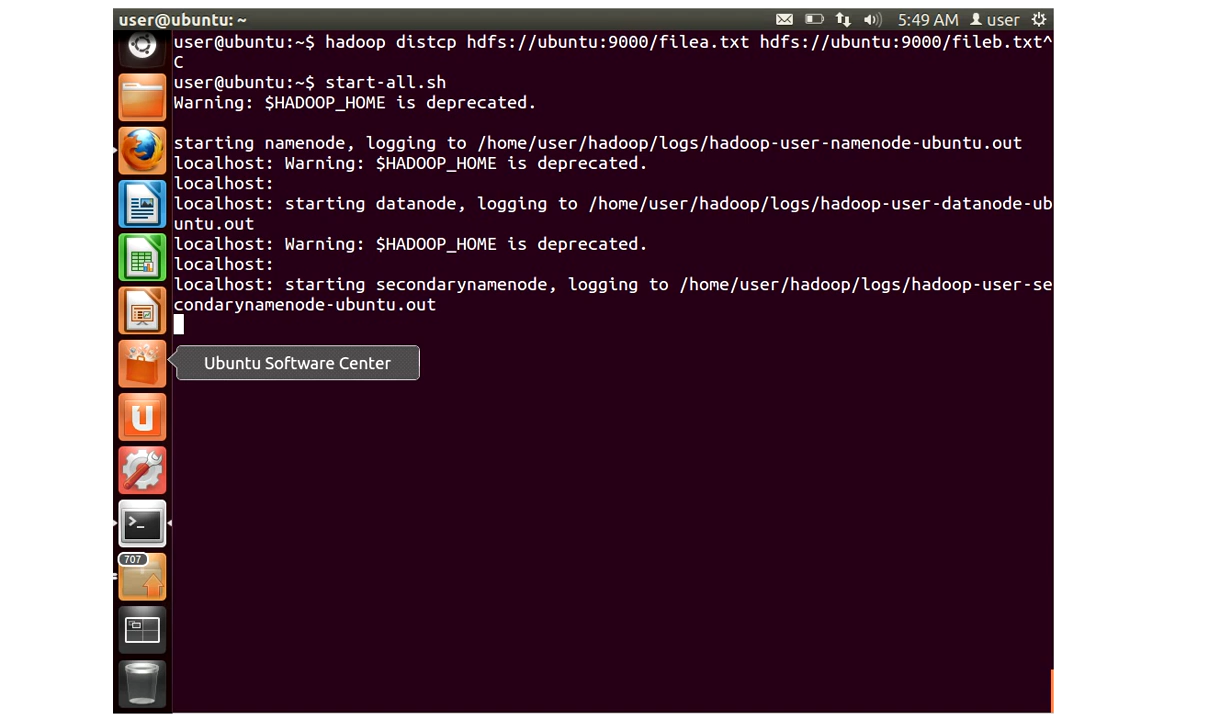 user@ubuntu: ~
5:49 AM
user
user@ubuntu:~$ hadoop distcp hdfs://ubuntu:9000/filea.txt hdfs://ubuntu:9000/fileb.txt^
C
user@ubuntu:~$ start-all.sh
Warning: $HADOOP_HOME is deprecated.
starting namenode, logging to /home/user/hadoop/logs/hadoop-user-namenode-ubuntu.out
localhost: Warning: $HADOOP_HOME is deprecated.
localhost:
localhost: starting datanode, logging to /home/user/hadoop/logs/hadoop-user-datanode-ub
untu.out
localhost: Warning: $HADOOP_HOME is deprecated.
localhost:
localhost: starting secondarynamenode, logging to /home/user/hadoop/logs/hadoop-user-se
condarynamenode-ubuntu.out
Ubuntu Software Center
U
>_
707